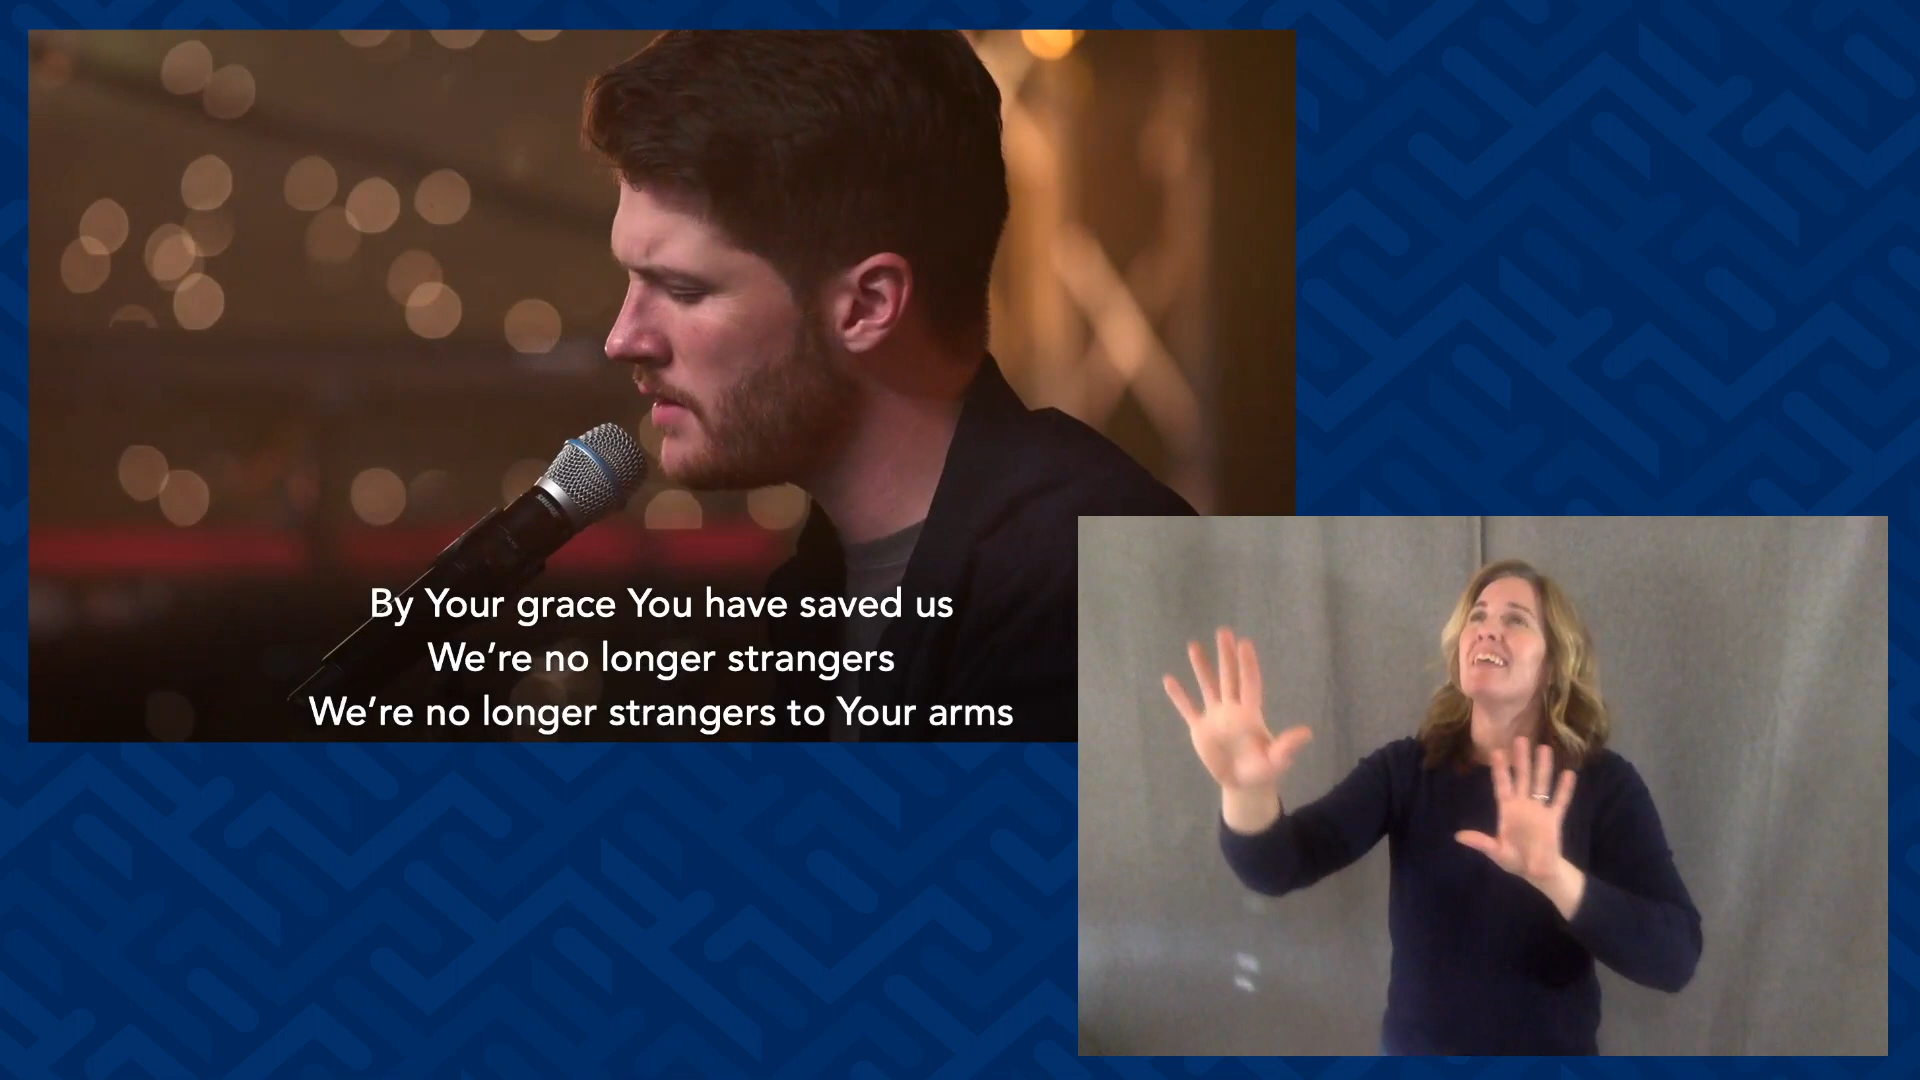 SHURE
By Your grace You have saved us
We're no longer strangers
We're no longer strangers to Your arms